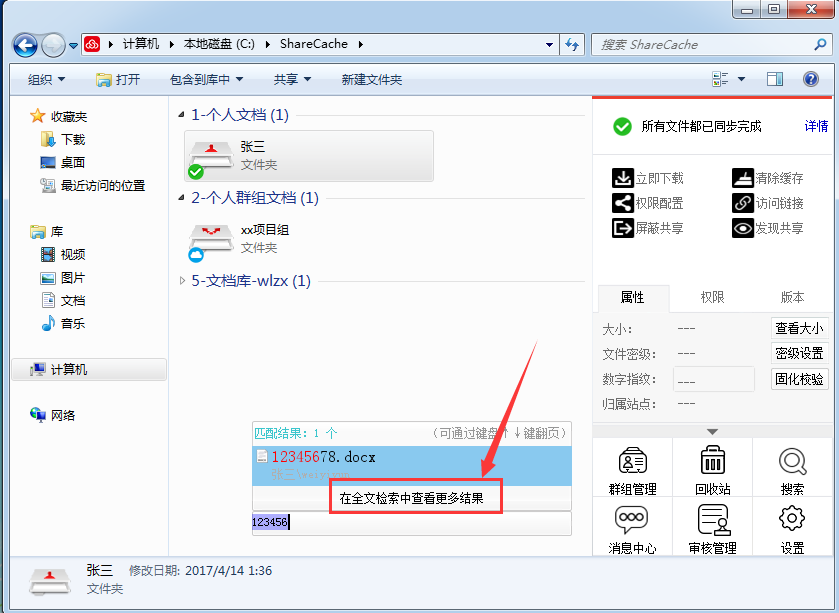 计算机 本地磁盘 (C:) ShareCache
搜索 ShareCache
组织 打开 包含到库中 共享 新建文件夹
收藏夹
下载
桌面
最近访问的位置
库
视频
图片
文档
音乐
计算机
网络
1-个人文档 (1)
张三
文件夹
2-个人群组文档 (1)
xx项目组
文件夹
5-文档库-wlzx (1)
匹配结果: 1 个 (可通过键盘↑↓键翻页)
12345678.docx
在全文检索中查看更多结果
123456
所有文件都已同步完成 详情
立即下载 清除缓存
权限配置 访问链接
屏蔽共享 发现共享
属性 权限 版本
大小: --- 查看大小
文件密级: --- 密级设置
数字指纹: --- 固化校验
归属站点: ---
群组管理 回收站 搜索
消息中心 审核管理 设置
张三 修改日期: 2017/4/14 1:36
文件夹